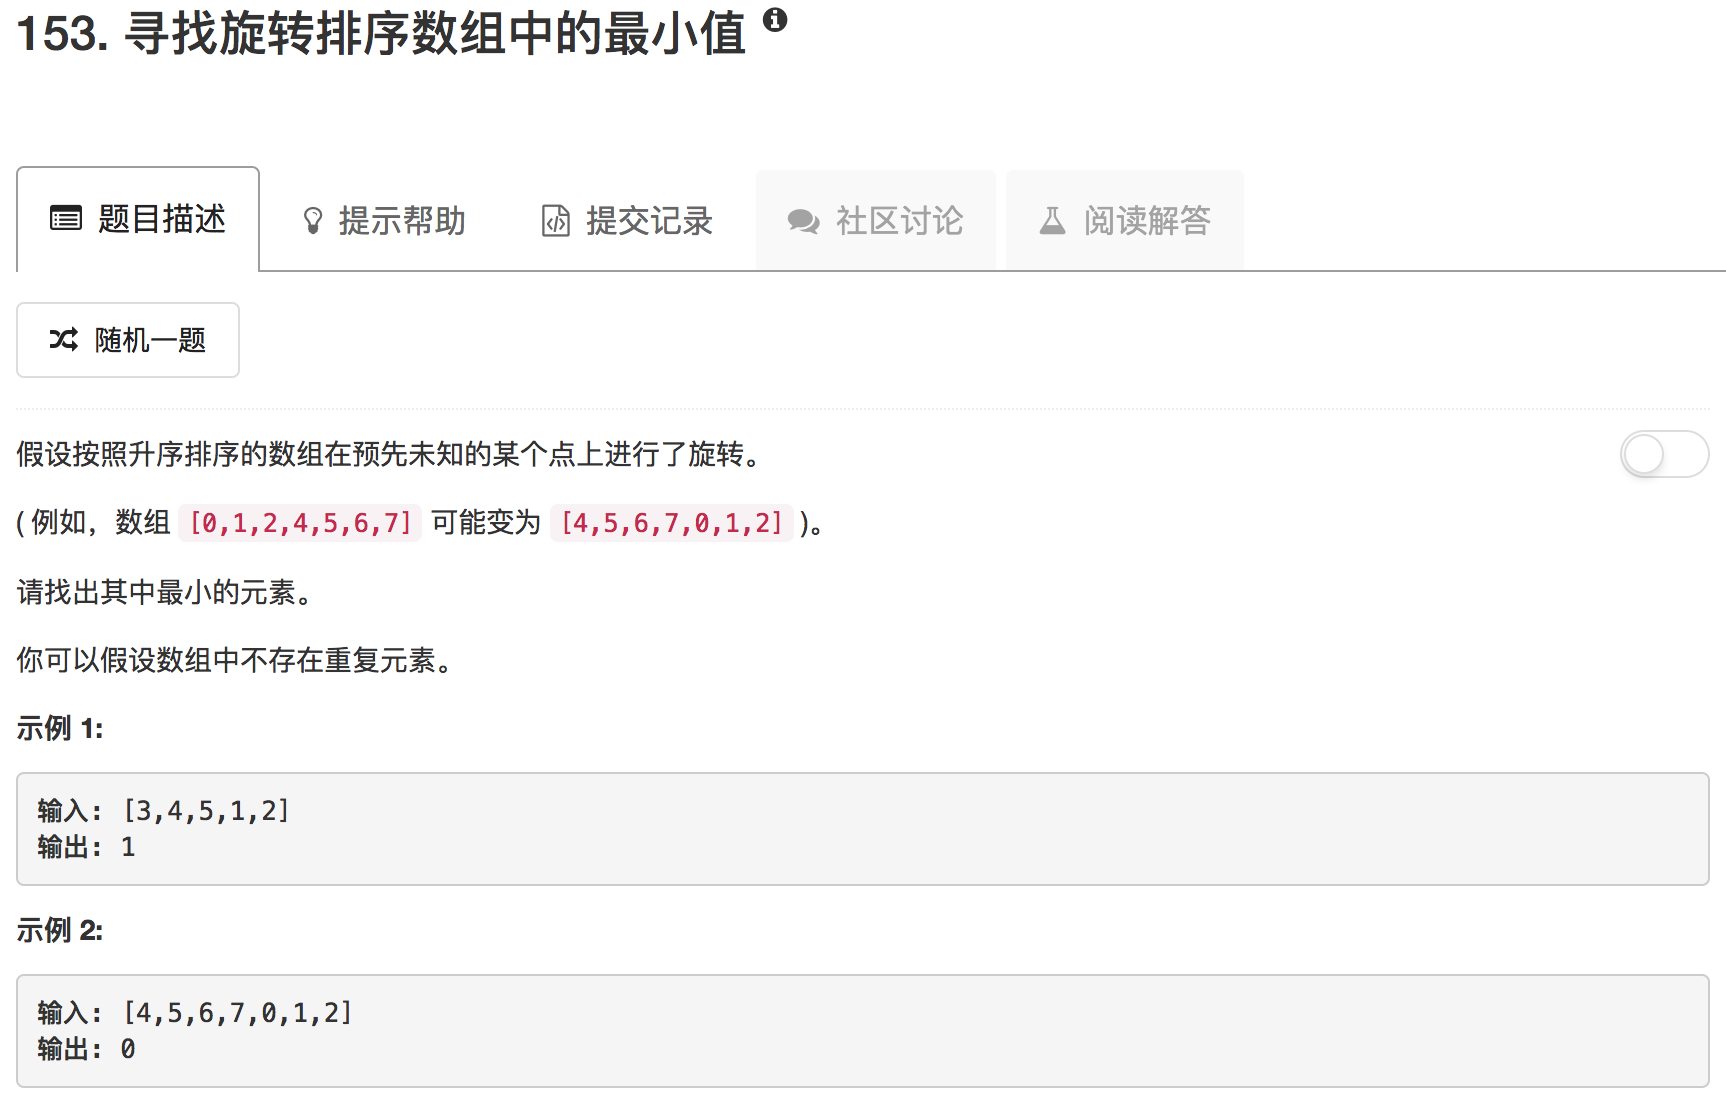 153. 寻找旋转排序数组中的最小值
题目描述 提示帮助 提交记录 社区讨论 阅读解答
随机一题
假设按照升序排序的数组在预先未知的某个点上进行了旋转。
( 例如，数组 [0,1,2,4,5,6,7] 可能变为 [4,5,6,7,0,1,2] )。
请找出其中最小的元素。
你可以假设数组中不存在重复元素。
示例 1:
输入: [3,4,5,1,2]
输出: 1
示例 2:
输入: [4,5,6,7,0,1,2]
输出: 0